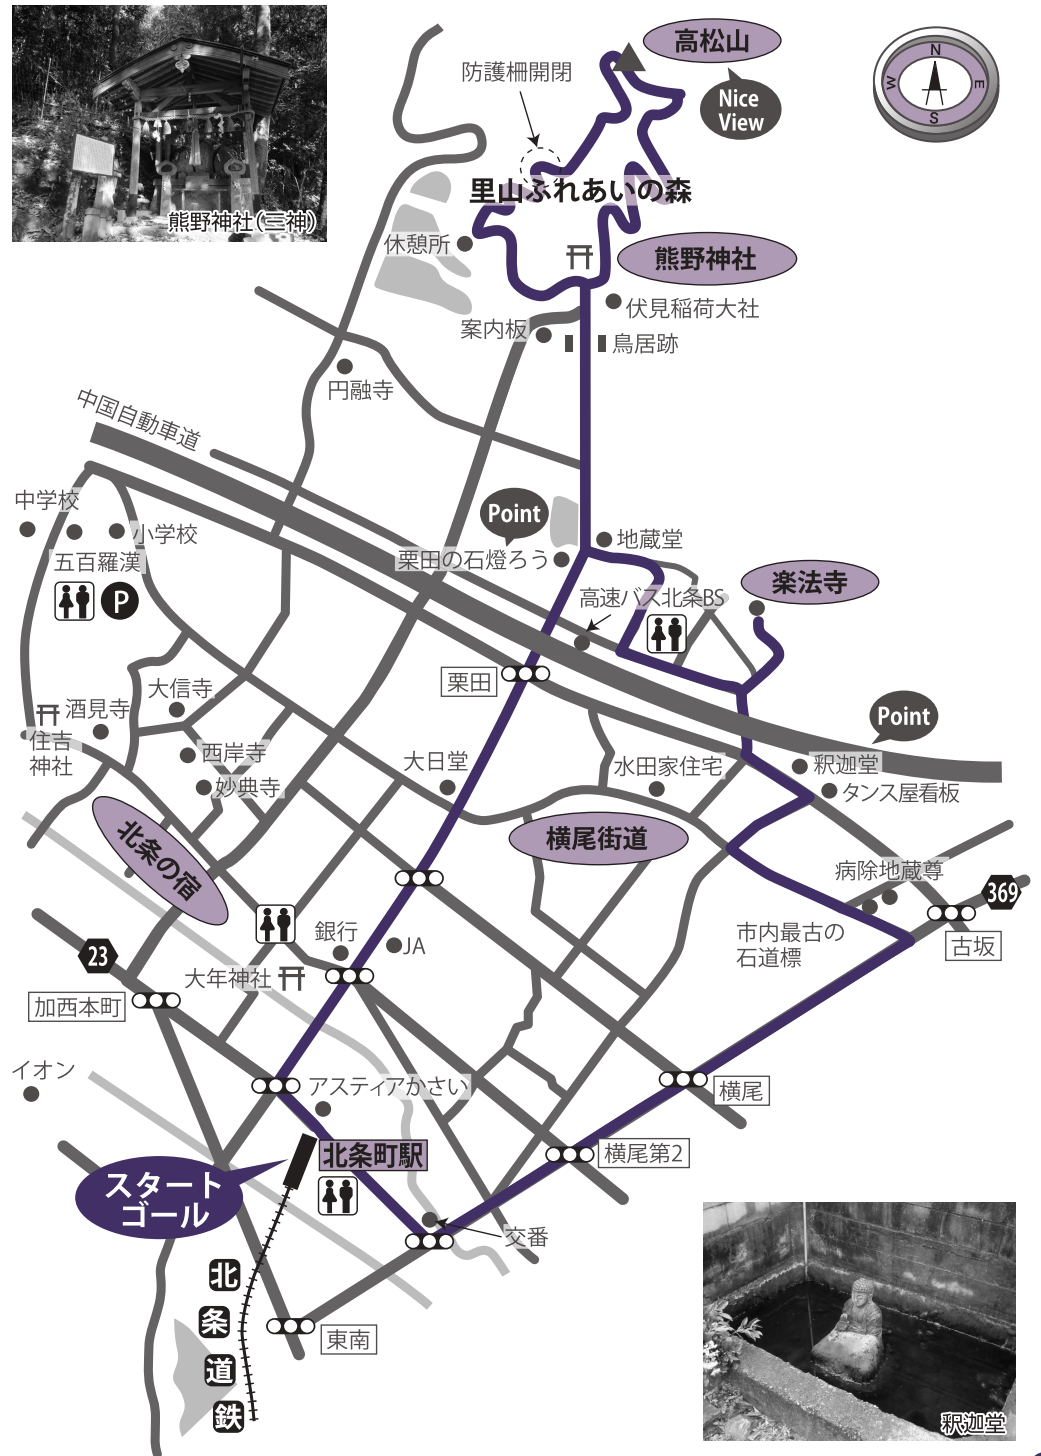 高松山
防護柵開閉
Nice
View
N
W
E
S
熊野神社(三神)
里山ふれあいの森
休憩所
熊野神社
伏見稲荷大社
案内板
鳥居跡
円融寺
中国自動車道
中学校
小学校
五百羅漢
P
Point
地蔵堂
栗田の石燈ろう
高速バス北条BS
楽法寺
栗田
大信寺
酒見寺
住吉
神社
西岸寺
妙典寺
大日堂
水田家住宅
Point
釈迦堂
タンス屋看板
北条の宿
横尾街道
病除地蔵尊
369
市内最古の
石道標
古坂
銀行
JA
23
大年神社
加西本町
イオン
アスティアかさい
横尾
北条町駅
横尾第2
スタート
ゴール
交番
北
条
道
鉄
東南
釈迦堂